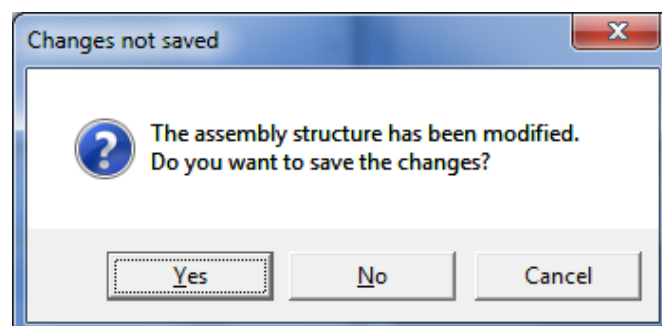 Changes not saved
The assembly structure has been modified.
Do you want to save the changes?
Yes No Cancel